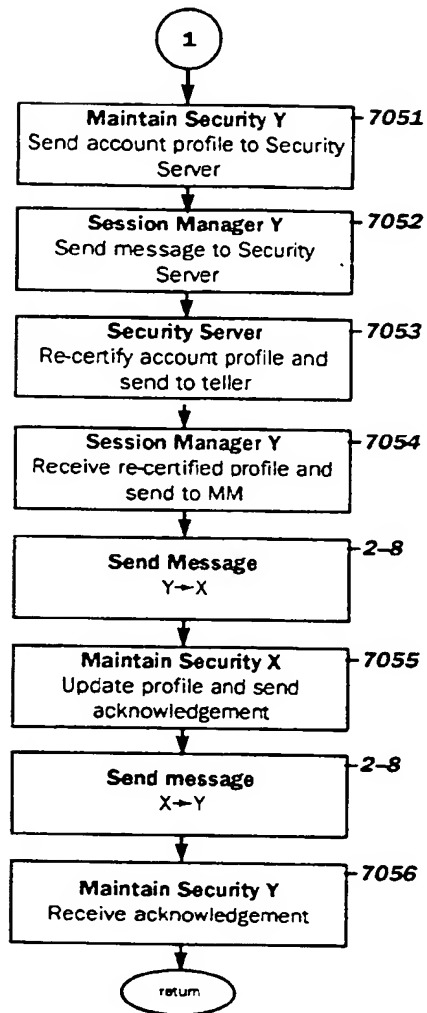 1
Maintain Security Y
7051
Send account profile to Security
Server
Session Manager Y
7052
Send message to Security
Server
Security Server
7053
Re-certify account profile and
send to teller
Session Manager Y
7054
Receive re-certified profile and
send to MM
2-8
Send Message
Y→X
Maintain Security X
7055
Update profile and send
acknowledgement
2-8
Send message
X→Y
7056
Maintain Security Y
Receive acknowledgement
return